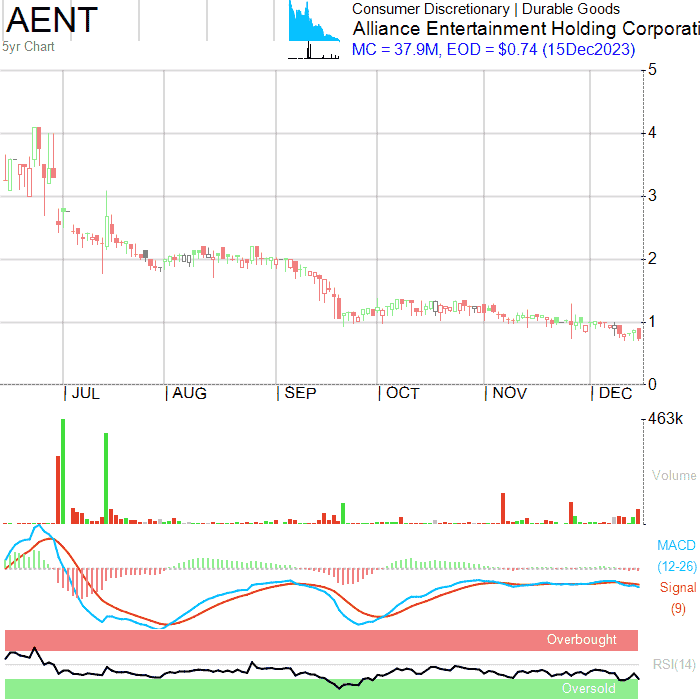 AENT
5yr Chart
Consumer Discretionary | Durable Goods
Alliance Entertainment Holding Corporati
MC = 37.9M, EOD = $0.74 (15Dec2023)
5
4
3
2
1
0
| JUL | AUG | SEP | OCT | NOV | DEC
463k
Volume
MACD
(12-26)
Signal
(9)
Overbought
RSI(14)
Oversold